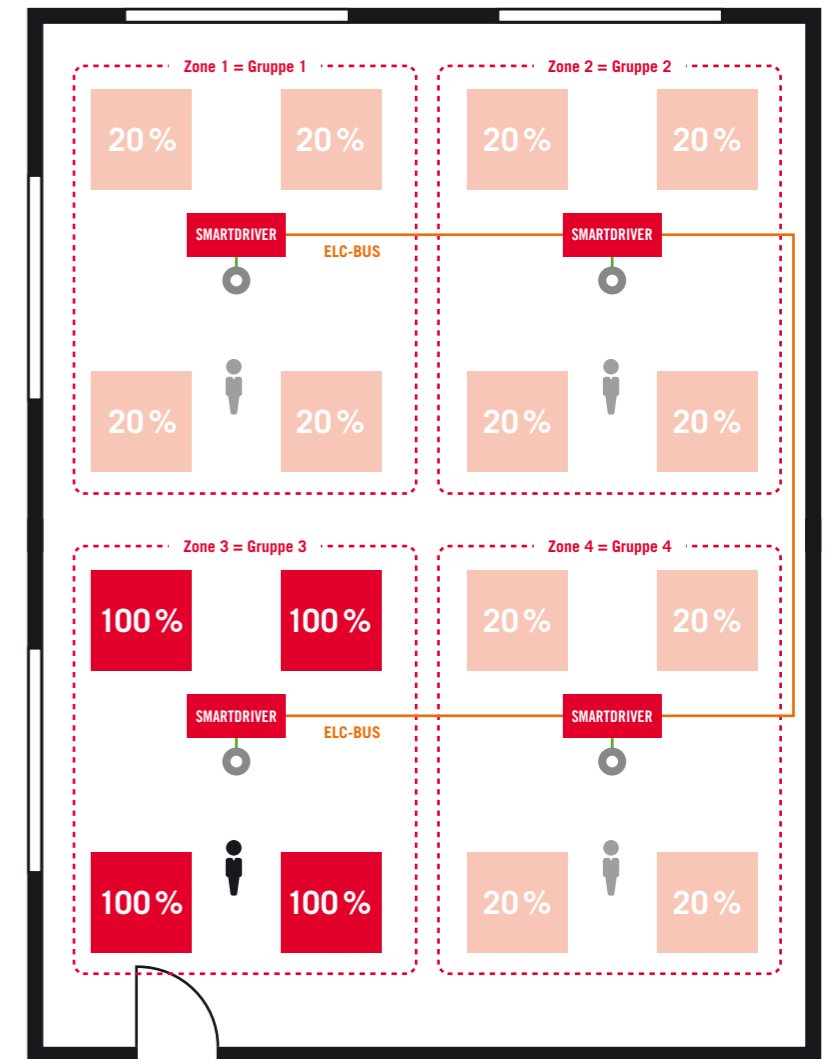 Zone 1 = Gruppe 1
Zone 2 = Gruppe 2
20 %
20 %
20 %
20 %
SMARTDRIVER
ELC-BUS
SMARTDRIVER
20 %
20 %
20 %
20 %
Zone 3 = Gruppe 3
Zone 4 = Gruppe 4
100 %
100 %
20 %
20 %
SMARTDRIVER
ELC-BUS
SMARTDRIVER
100 %
100 %
20 %
20 %